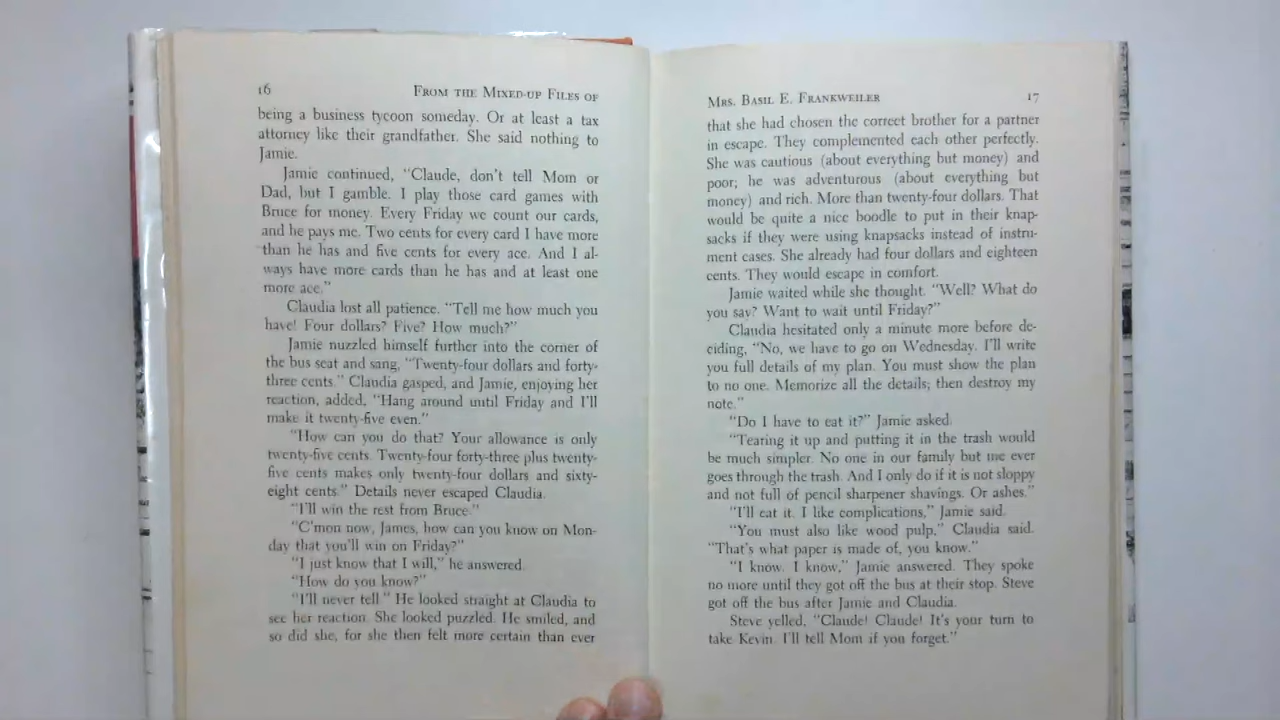 16 From the Mixed-up Files of
being a business tycoon someday. Or at least a tax
attorney like their grandfather. She said nothing to
Jamie.
Jamie continued, "Claude, don't tell Mom or
Dad, but I gamble. I play those card games with
Bruce for money. Every Friday we count our cards,
and he pays me. Two cents for every card I have more
than he has and five cents for every ace. And I al-
ways have more cards than he has and at least one
more ace."
Claudia lost all patience. "Tell me how much you
have! Four dollars? Five? How much?"
Jamie nuzzled himself further into the corner of
the bus seat and sang, "Twenty-four dollars and forty-
three cents." Claudia gasped, and Jamie, enjoying her
reaction, added, "Hang around until Friday and I'll
make it twenty-five even."
"How can you do that? Your allowance is only
twenty-five cents. Twenty-four forty-three plus twenty-
five cents makes only twenty-four dollars and sixty-
eight cents." Details never escaped Claudia.
"I'll win the rest from Bruce."
"C'mon now, James, how can you know on Mon-
day that you'll win on Friday?"
"I just know that I will," he answered.
"How do you know?"
"I'll never tell." He looked straight at Claudia to
see her reaction. She looked puzzled. He smiled, and
so did she, for she then felt more certain than ever
Mrs. Basil E. Frankweiler 17
that she had chosen the correct brother for a partner
in escape. They complemented each other perfectly.
She was cautious (about everything but money) and
poor; he was adventurous (about everything but
money) and rich. More than twenty-four dollars. That
would be quite a nice boodle to put in their knap-
sacks if they were using knapsacks instead of instru-
ment cases. She already had four dollars and eighteen
cents. They would escape in comfort.
Jamie waited while she thought. "Well? What do
you say? Want to wait until Friday?"
Claudia hesitated only a minute more before de-
ciding, "No, we have to go on Wednesday. I'll write
you full details of my plan. You must show the plan
to no one. Memorize all the details; then destroy my
note."
"Do I have to eat it?" Jamie asked.
"Tearing it up and putting it in the trash would
be much simpler. No one in our family but me ever
goes through the trash. And I only do if it is not sloppy
and not full of pencil sharpener shavings. Or ashes."
"I'll eat it. I like complications," Jamie said.
"You must also like wood pulp," Claudia said.
"That's what paper is made of, you know."
"I know. I know," Jamie answered. They spoke
no more until they got off the bus at their stop. Steve
got off the bus after Jamie and Claudia.
Steve yelled, "Claude! Claude! It's your turn to
take Kevin. I'll tell Mom if you forget."